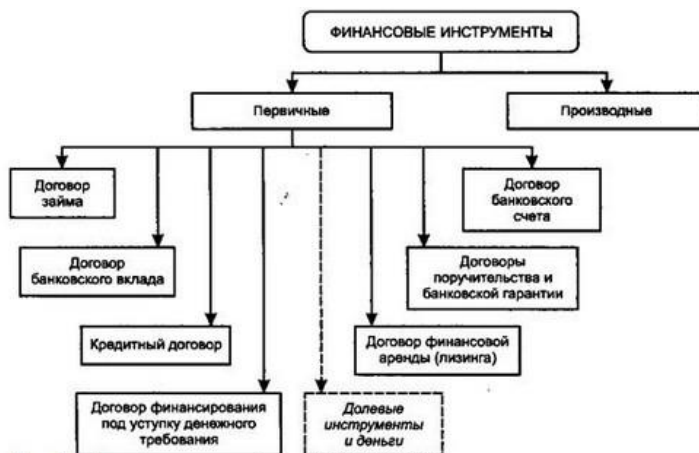 ФИНАНСОВЫЕ ИНСТРУМЕНТЫ
Первичные
Производные
Договор
займа
Договор
банковского
счета
Договор
банковского вклада
Договоры
поручительства и
банковской гарантии
Кредитный договор
Договор финансовой
аренды (лизинга)
Договор финансирования
под уступку денежного
требования
Долевые
инструменты
и деньги